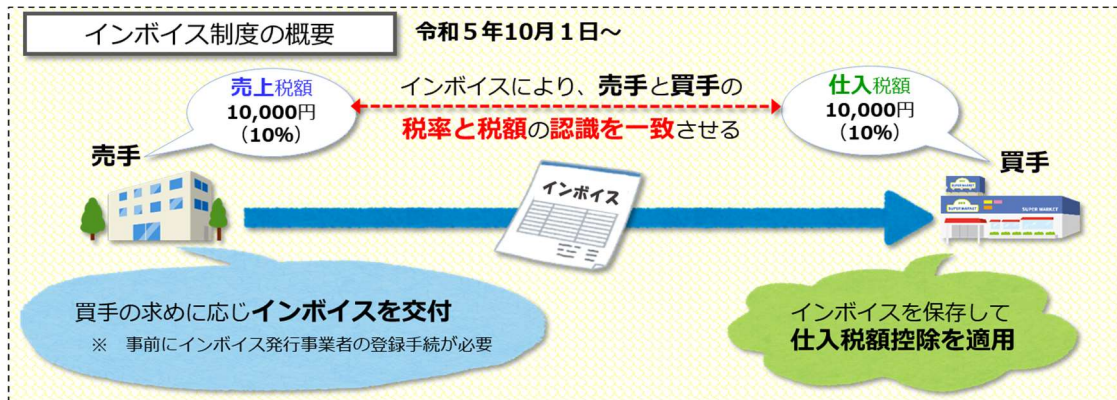 インボイス制度の概要
令和５年10月１日～
売上税額
10,000円
（10%）
インボイスにより、売手と買手の
税率と税額の認識を一致させる
仕入税額
10,000円
（10%）
売手
買手
インボイス
SUPER MARKET
SUPER MARKET
買手の求めに応じインボイスを交付
※　事前にインボイス発行事業者の登録手続が必要
インボイスを保存して
仕入税額控除を適用